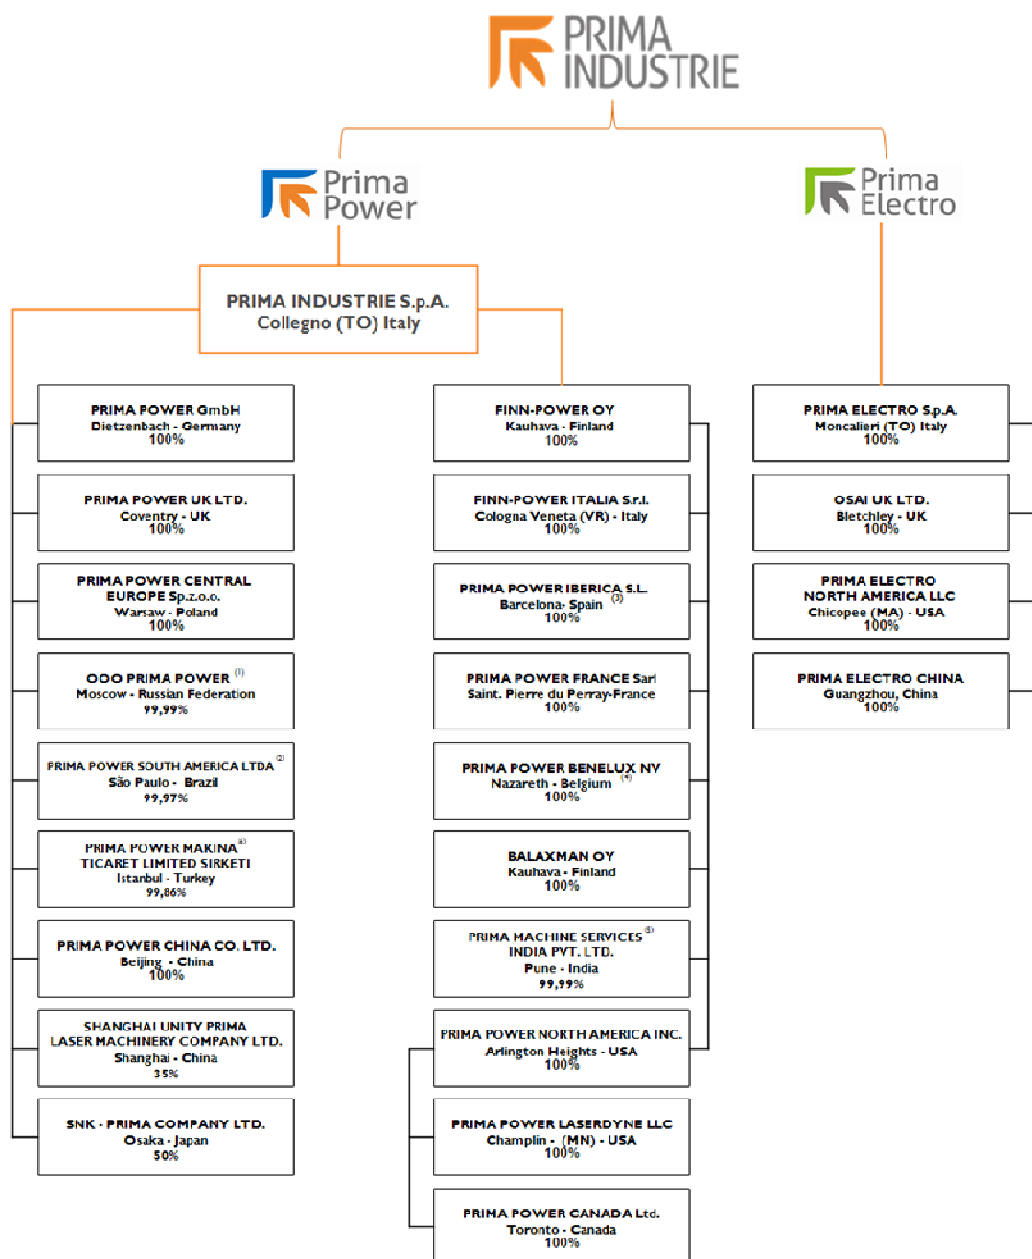 PRIMA
INDUSTRIE
Prima
Power
Prima
Electro
PRIMA INDUSTRIE S.p.A.
Collegno (TO) Italy
PRIMA POWER GmbH
Dietzenbach - Germany
100%
PRIMA POWER UK LTD.
Coventry - UK
100%
PRIMA POWER CENTRAL
EUROPE Sp.z.o.o.
Warsaw - Poland
100%
OOO PRIMA POWER (1)
Moscow - Russian Federation
99,99%
PRIMA POWER SOUTH AMERICA LTDA (2)
São Paulo - Brazil
99,97%
PRIMA POWER MAKINA
TICARET LIMITED SIRKETI
Istanbul - Turkey
99,86%
PRIMA POWER CHINA CO. LTD.
Beijing - China
100%
SHANGHAI UNITY PRIMA
LASER MACHINERY COMPANY LTD.
Shanghai - China
35%
SNK - PRIMA COMPANY LTD.
Osaka - Japan
50%
FINN-POWER OY
Kauhava - Finland
100%
FINN-POWER ITALIA S.r.l.
Cologna Veneta (VR) - Italy
100%
PRIMA POWER IBERICA S.L.
Barcelona- Spain (3)
100%
PRIMA POWER FRANCE Sarl
Saint. Pierre du Perray-France
100%
PRIMA POWER BENELUX NV
Nazareth - Belgium (4)
100%
BALAXMAN OY
Kauhava - Finland
100%
PRIMA MACHINE SERVICES (5)
INDIA PVT. LTD.
Pune - India
99,99%
PRIMA POWER NORTH AMERICA INC.
Arlington Heights - USA
100%
PRIMA POWER LASERDYNE LLC
Champlin - (MN) - USA
100%
PRIMA POWER CANADA Ltd.
Toronto - Canada
100%
PRIMA ELECTRO S.p.A.
Moncalieri (TO) Italy
100%
OSAI UK LTD.
Bletchley - UK
100%
PRIMA ELECTRO
NORTH AMERICA LLC
Chicopee (MA) - USA
100%
PRIMA ELECTRO CHINA
Guangzhou, China
100%